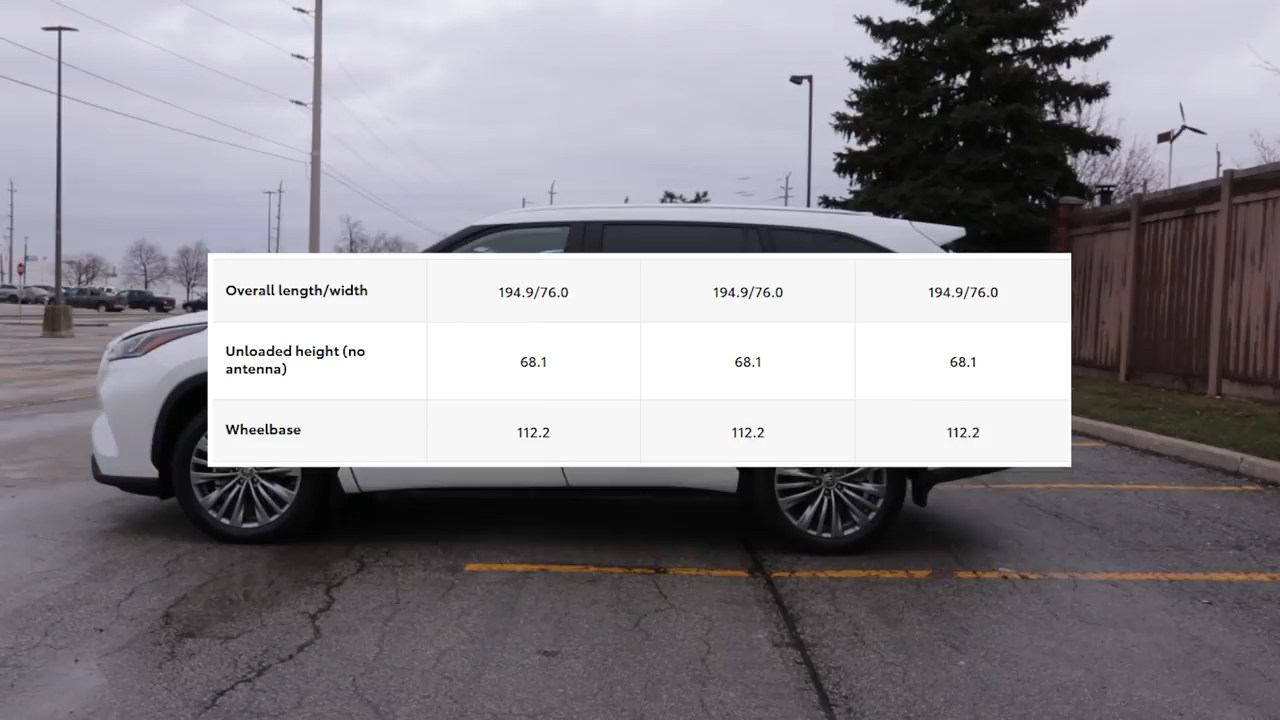 Overall length/width 194.9/76.0 194.9/76.0 194.9/76.0
Unloaded height (no
antenna) 68.1 68.1 68.1
Wheelbase 112.2 112.2 112.2